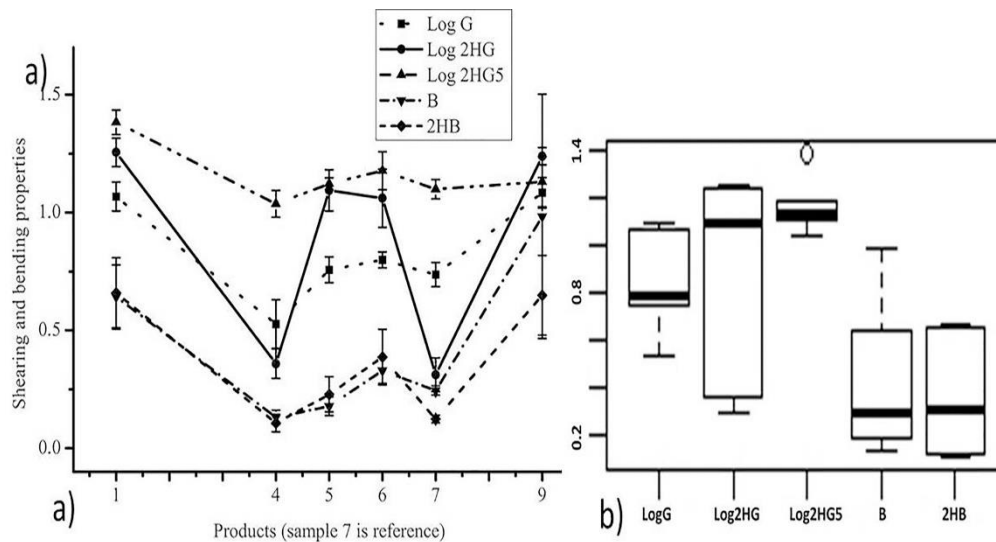 a)
Log G
Log 2HG
Log 2HG5
B
2HB
Shearing and bending properties
1.5
1.0
0.5
0.0
1 4 5 6 7 9
a)
Products (sample 7 is reference)
1.4
0.8
0.2
b)
LogG Log2HG Log2HG5 B 2HB